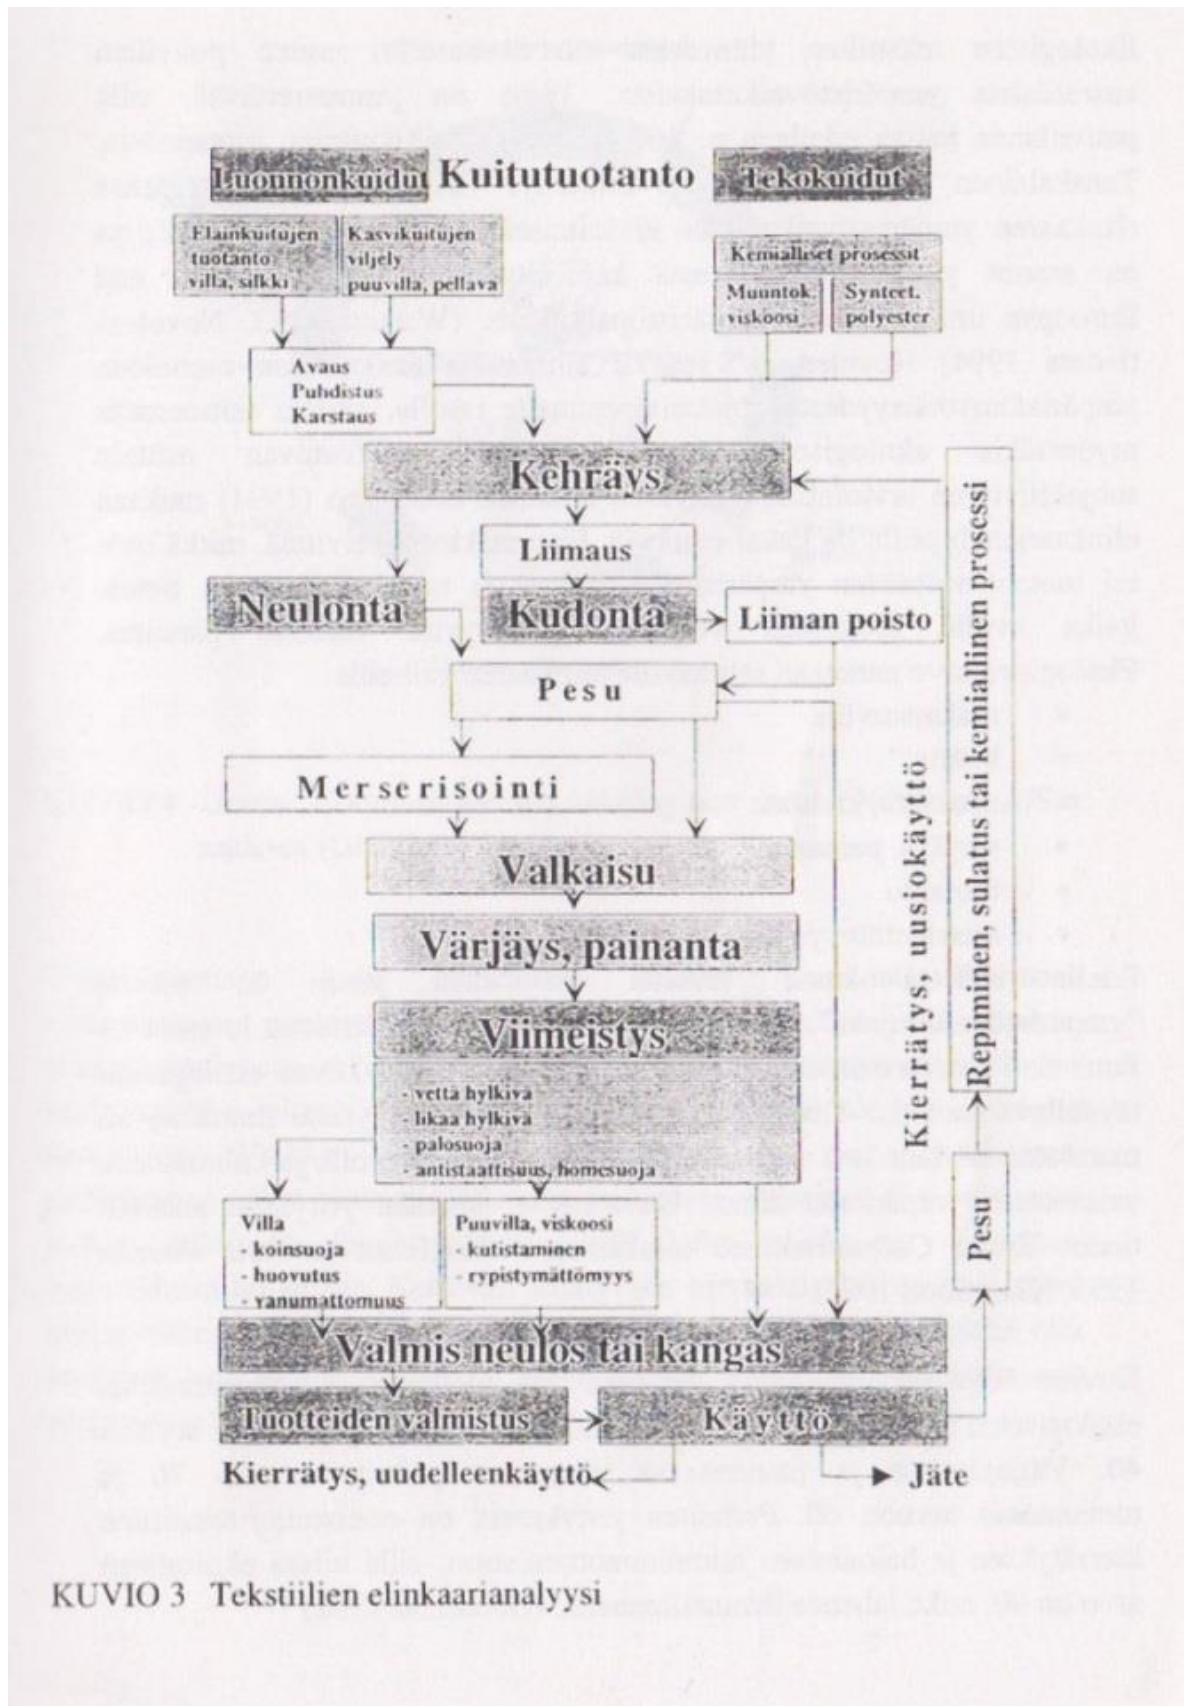 Luonnonkuidut Kuitutuotanto Tekokuidut
Eläinkuitujen
tuotanto
villa, silkki
Kasvikuitujen
viljely
puuvilla, pellava
Kemialliset prosessit
Muuntok.
viskoosi
Synteet.
polyester
Avaus
Puhdistus
Karstaus
Kehräys
Liimaus
Neulonta
Kudonta
Liiman poisto
Pesu
Merserisointi
Valkaisu
Värjäys, painanta
Viimeistys
- vettä hylkivä
- likaa hylkivä
- palosuoja
- antistaattisuus, homesuoja
Villa
- koinsuoja
- huovutus
- vanumattomuus
Puuvilla, viskoosi
- kutistaminen
- rypistymättömyys
Valmis neulos tai kangas
Tuotteiden valmistus
Käyttö
Kierrätys, uudelleenkäyttö
Jäte
Kierrätys, uusiokäyttö
Repiminen, sulatus tai kemiallinen prosessi
Pesu
KUVIO 3 Tekstiilien elinkaarianalyysi